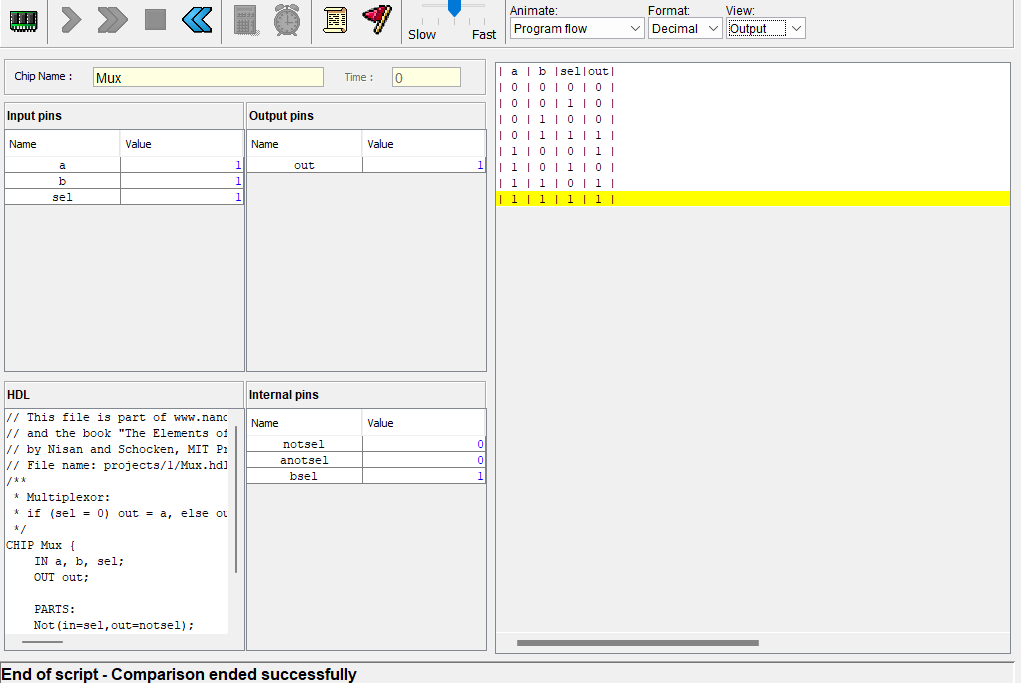 Animate:
Format:
View:
Slow
Fast
Program flow
Decimal
Output
Chip Name :
Mux
Time :
0
Input pins
Name
Value
a
1
b
1
sel
1
Output pins
Name
Value
out
1
HDL
// This file is part of www.nand
// and the book "The Elements of
// by Nisan and Schocken, MIT Pr
// File name: projects/1/Mux.hdl
/**
* Multiplexor:
* if (sel = 0) out = a, else ou
*/
CHIP Mux {
IN a, b, sel;
OUT out;
PARTS:
Not(in=sel,out=notsel);
Internal pins
Name
Value
notsel
0
anotsel
0
bsel
1
| a | b |sel|out|
| 0 | 0 | 0 | 0 |
| 0 | 0 | 1 | 0 |
| 0 | 1 | 0 | 0 |
| 0 | 1 | 1 | 1 |
| 1 | 0 | 0 | 1 |
| 1 | 0 | 1 | 0 |
| 1 | 1 | 0 | 1 |
| 1 | 1 | 1 | 1 |
End of script - Comparison ended successfully